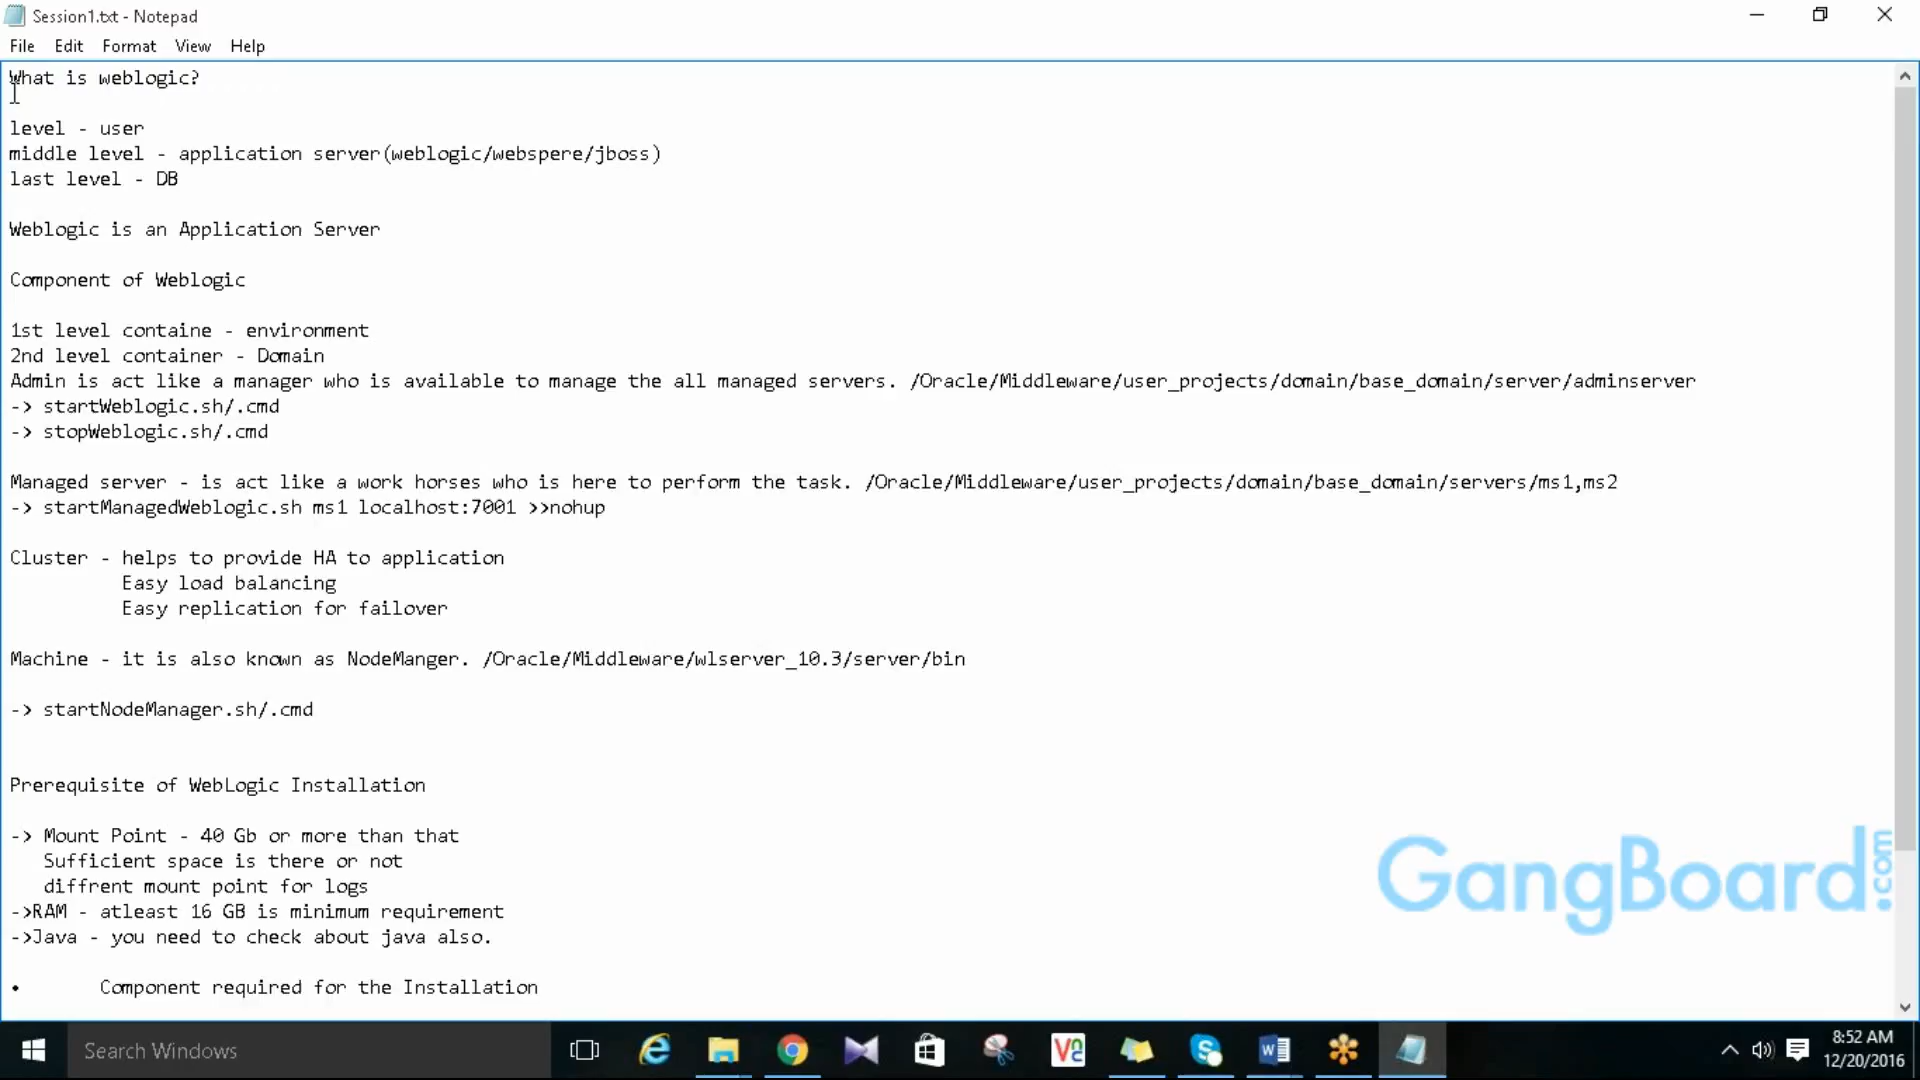 Session1.txt - Notepad
File Edit Format View Help
What is weblogic?
level - user
middle level - application server(weblogic/webspere/jboss)
last level - DB
Weblogic is an Application Server
Component of Weblogic
1st level containe - environment
2nd level container - Domain
Admin is act like a manager who is available to manage the all managed servers. /Oracle/Middleware/user_projects/domain/base_domain/server/adminserver
-> startWeblogic.sh/.cmd
-> stopWeblogic.sh/.cmd
Managed server - is act like a work horses who is here to perform the task. /Oracle/Middleware/user_projects/domain/base_domain/servers/ms1,ms2
-> startManagedWeblogic.sh ms1 localhost:7001 >>nohup
Cluster - helps to provide HA to application
Easy load balancing
Easy replication for failover
Machine - it is also known as NodeManger. /Oracle/Middleware/wlserver_10.3/server/bin
-> startNodeManager.sh/.cmd
Prerequisite of WebLogic Installation
-> Mount Point - 40 Gb or more than that
Sufficient space is there or not
diffrent mount point for logs
->RAM - atleast 16 GB is minimum requirement
->Java - you need to check about java also.
• Component required for the Installation
GangBoard.com
Search Windows
8:52 AM
12/20/2016